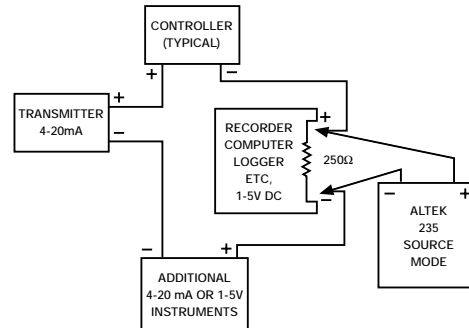 CONTROLLER
(TYPICAL)
+
−
TRANSMITTER
4-20mA
+
−
RECORDER
COMPUTER
LOGGER
ETC,
1-5V DC
+
250Ω
−
− +
ALTEK
235
SOURCE
MODE
− +
ADDITIONAL
4-20 mA OR 1-5V
INSTRUMENTS